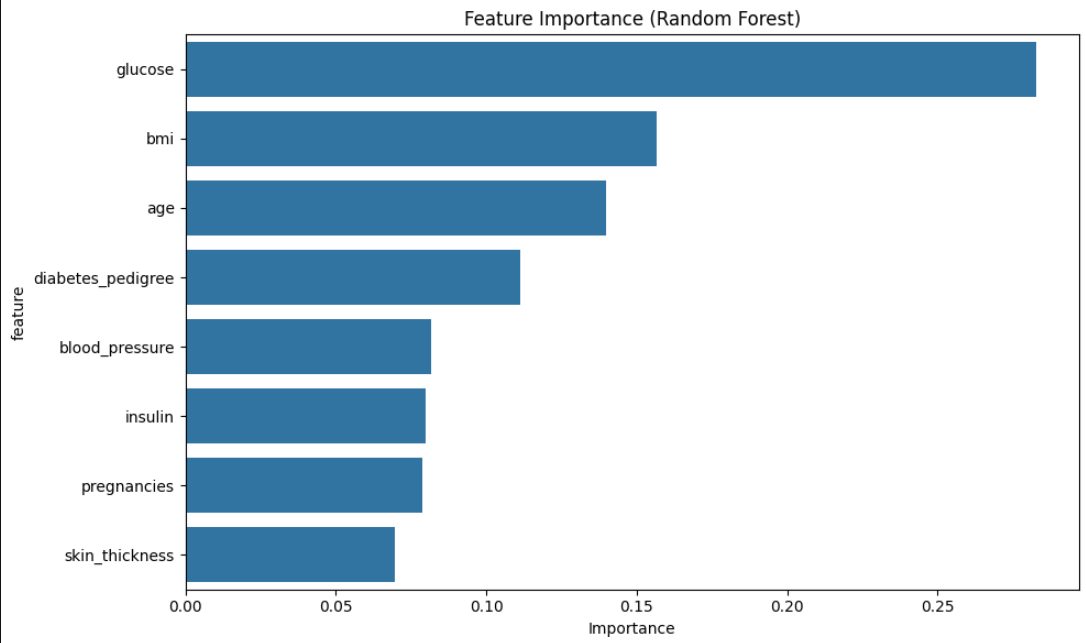 Feature Importance (Random Forest)
feature
glucose
bmi
age
diabetes_pedigree
blood_pressure
insulin
pregnancies
skin_thickness
0.00 0.05 0.10 0.15 0.20 0.25
Importance